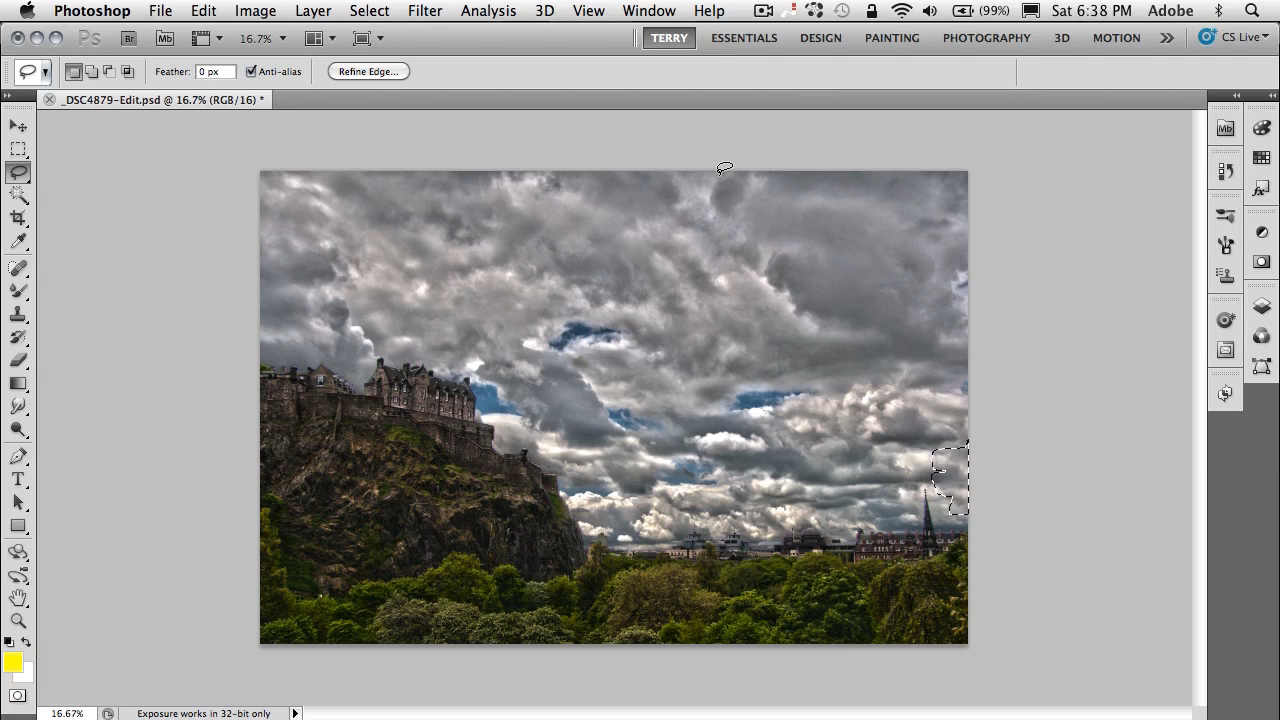 Photoshop File Edit Image Layer Select Filter Analysis 3D View Window Help (99%) Sat 6:38 PM Adobe
Ps Br Mb 16.7% TERRY ESSENTIALS DESIGN PAINTING PHOTOGRAPHY 3D MOTION CS Live
Feather: 0 px Anti-alias Refine Edge...
_DSC4879-Edit.psd @ 16.7% (RGB/16) *
Mb
T
16.67% Exposure works in 32-bit only